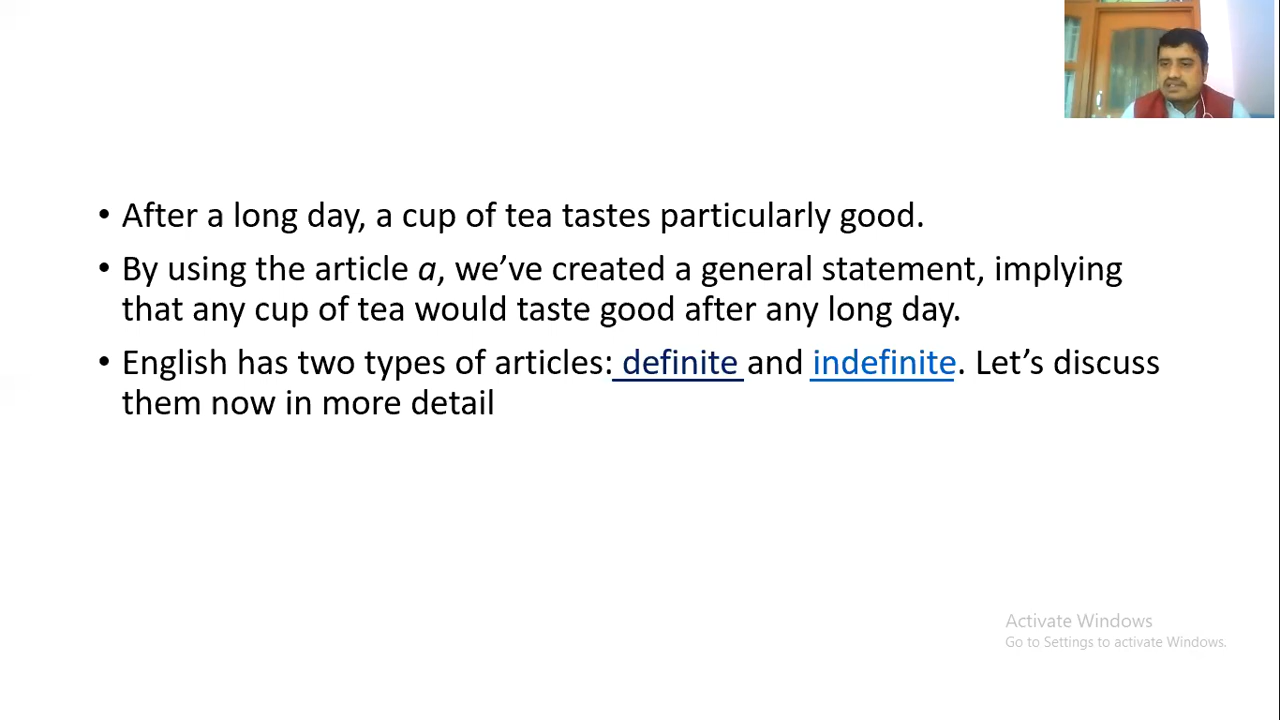 • After a long day, a cup of tea tastes particularly good.
• By using the article a, we’ve created a general statement, implying
that any cup of tea would taste good after any long day.
• English has two types of articles: definite and indefinite. Let’s discuss
them now in more detail
Activate Windows
Go to Settings to activate Windows.